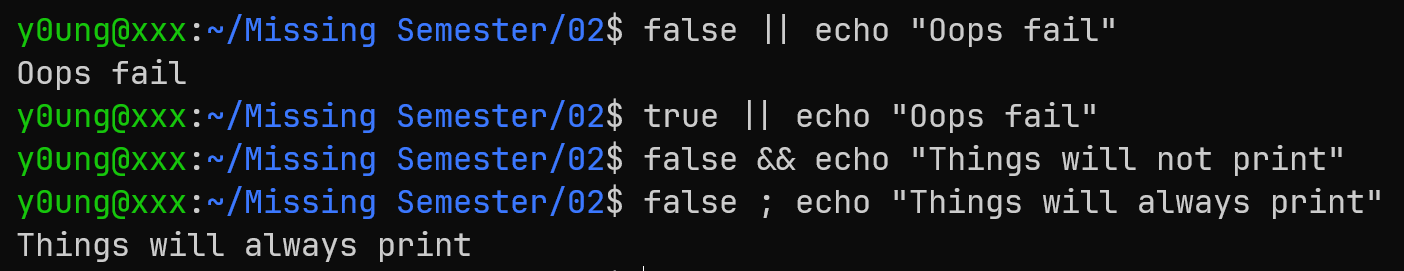 y0ung@xxx:~/Missing Semester/02$ false || echo "Oops fail"
Oops fail
y0ung@xxx:~/Missing Semester/02$ true || echo "Oops fail"
y0ung@xxx:~/Missing Semester/02$ false && echo "Things will not print"
y0ung@xxx:~/Missing Semester/02$ false ; echo "Things will always print"
Things will always print